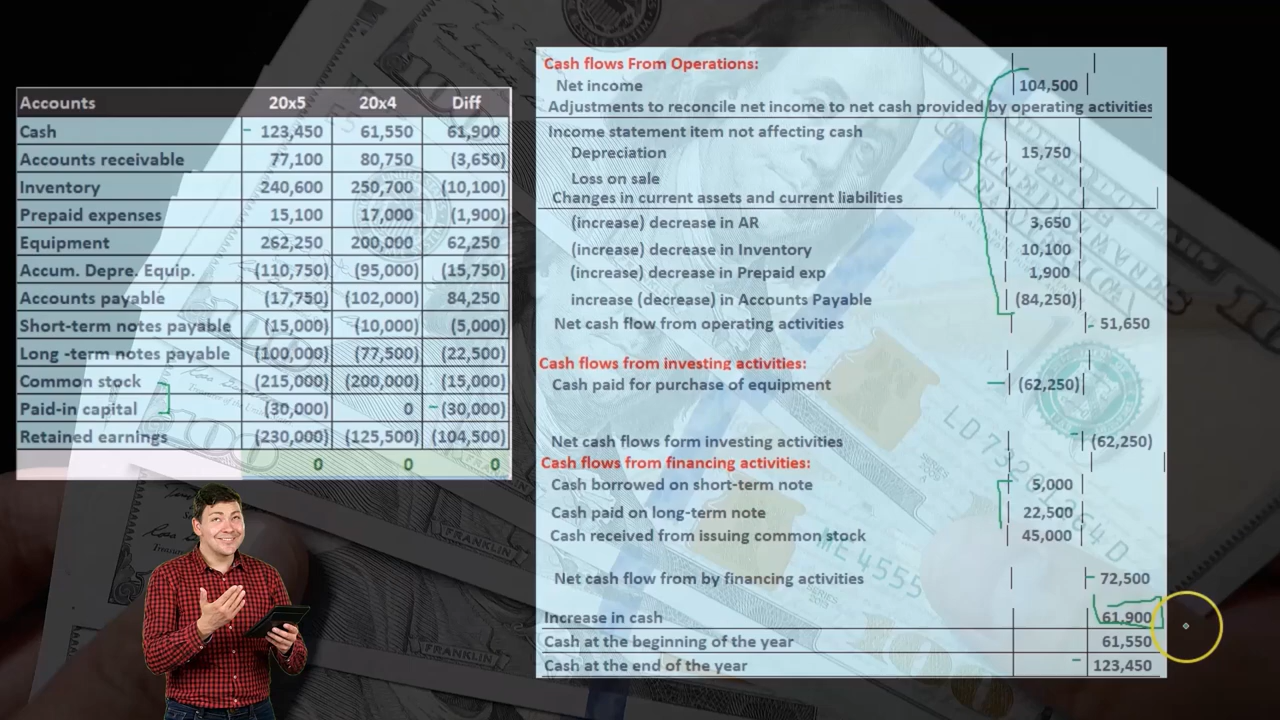 Accounts 20x5 20x4 Diff
Cash 123,450 61,550 61,900
Accounts receivable 77,100 80,750 (3,650)
Inventory 240,600 250,700 (10,100)
Prepaid expenses 15,100 17,000 (1,900)
Equipment 262,250 200,000 62,250
Accum. Depre. Equip. (110,750) (95,000) (15,750)
Accounts payable (17,750) (102,000) 84,250
Short-term notes payable (15,000) (10,000) (5,000)
Long -term notes payable (100,000) (77,500) (22,500)
Common stock (215,000) (200,000) (15,000)
Paid-in capital (30,000) 0 (30,000)
Retained earnings (230,000) (125,500) (104,500)
0 0 0
Cash flows From Operations:
Net income 104,500
Adjustments to reconcile net income to net cash provided by operating activities
Income statement item not affecting cash
Depreciation 15,750
Loss on sale
Changes in current assets and current liabilities
(increase) decrease in AR 3,650
(increase) decrease in Inventory 10,100
(increase) decrease in Prepaid exp 1,900
increase (decrease) in Accounts Payable (84,250)
Net cash flow from operating activities 51,650
Cash flows from investing activities:
Cash paid for purchase of equipment (62,250)
Net cash flows form investing activities (62,250)
Cash flows from financing activities:
Cash borrowed on short-term note 5,000
Cash paid on long-term note 22,500
Cash received from issuing common stock 45,000
Net cash flow from by financing activities 72,500
Increase in cash 61,900
Cash at the beginning of the year 61,550
Cash at the end of the year 123,450
FRANKLIN
FRANKLIN
FRANKLIN
ME4555